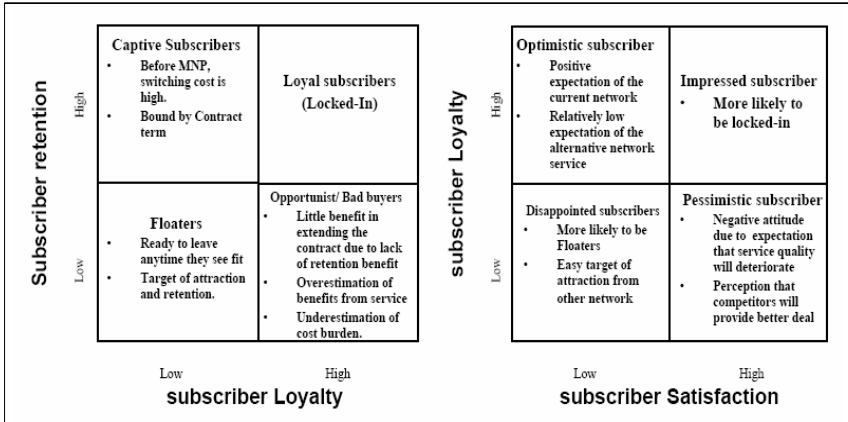 Subscriber retention
High
Low
Captive Subscribers
• Before MNP,
switching cost is
high.
• Bound by Contract
term
Loyal subscribers
(Locked-In)
Floaters
• Ready to leave
anytime they see fit
• Target of attraction
and retention.
Opportunist/ Bad buyers
• Little benefit in
extending the
contract due to lack
of retention benefit
• Overestimation of
benefits from service
• Underestimation of
cost burden.
Low
High
subscriber Loyalty
subscriber Loyalty
High
Low
Optimistic subscriber
• Positive
expectation of the
current network
• Relatively low
expectation of the
alternative network
service
Impressed subscriber
• More likely to
be locked-in
Disappointed subscribers
• More likely to be
Floaters
• Easy target of
attraction from
other network
Pessimistic subscriber
• Negative attitude
due to expectation
that service quality
will deteriorate
• Perception that
competitors will
provide better deal
Low
High
subscriber Satisfaction